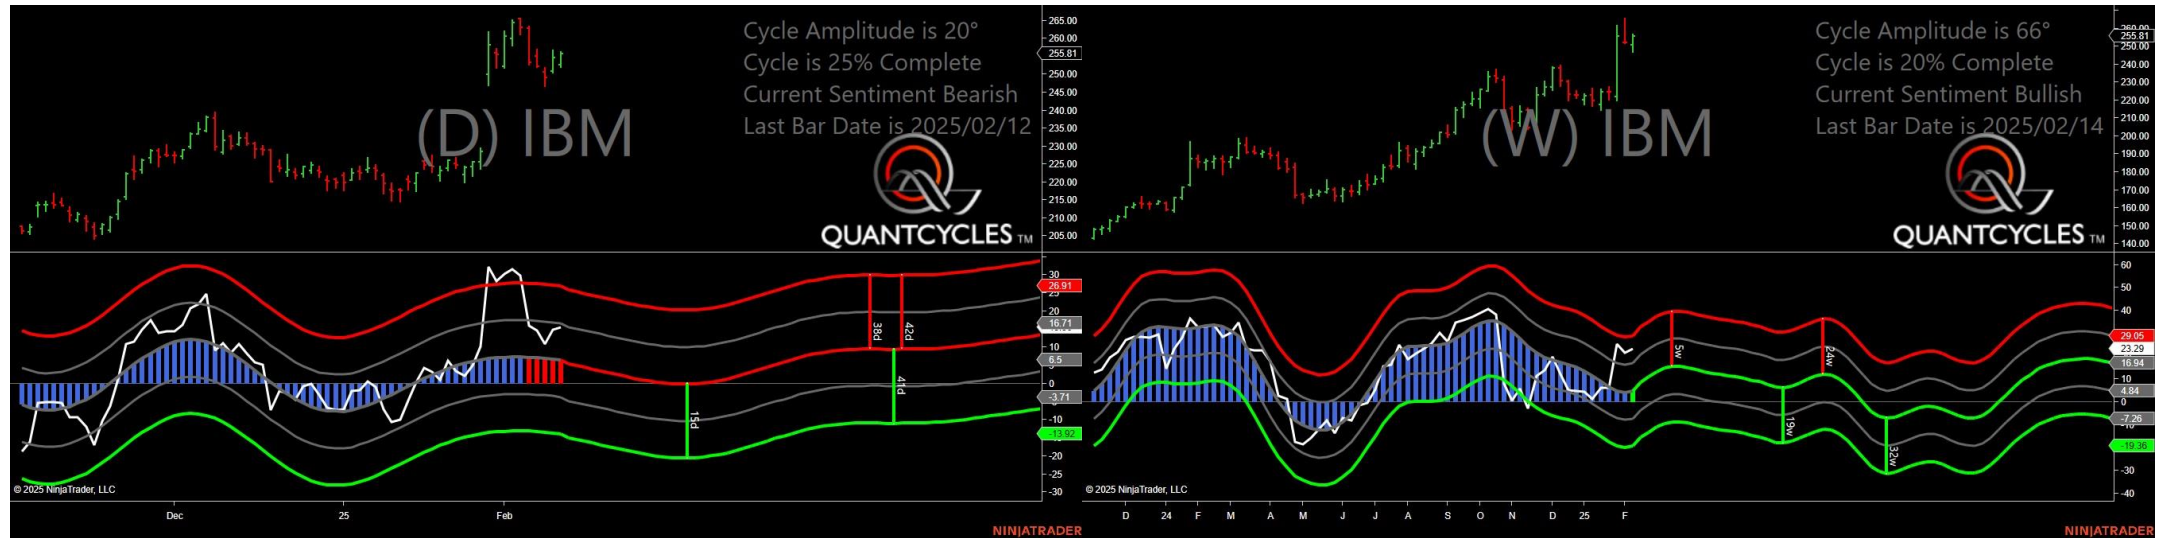 Cycle Amplitude is 20°
Cycle is 25% Complete
Current Sentiment Bearish
Last Bar Date is 2025/02/12
(D) IBM
QUANTCYCLES TM
265.00
260.00
255.81
250.00
245.00
240.00
235.00
230.00
225.00
220.00
215.00
210.00
205.00
30
26.91
25
20
16.71
10
6.5
0
-3.71
-10
-13.92
-20
-25
-30
15d
38d
42d
41d
© 2025 NinjaTrader, LLC
Dec
25
Feb
NINJATRADER
Cycle Amplitude is 66°
Cycle is 20% Complete
Current Sentiment Bullish
Last Bar Date is 2025/02/14
(W) IBM
QUANTCYCLES TM
260.00
255.81
250.00
240.00
230.00
220.00
210.00
200.00
190.00
180.00
170.00
160.00
150.00
140.00
60
50
40
29.05
23.29
16.94
10
4.84
0
-7.26
-19.36
-30
-40
5w
19w
24w
32w
© 2025 NinjaTrader, LLC
D
24
F
M
A
M
J
J
A
S
O
N
D
25
F
NINJATRADER